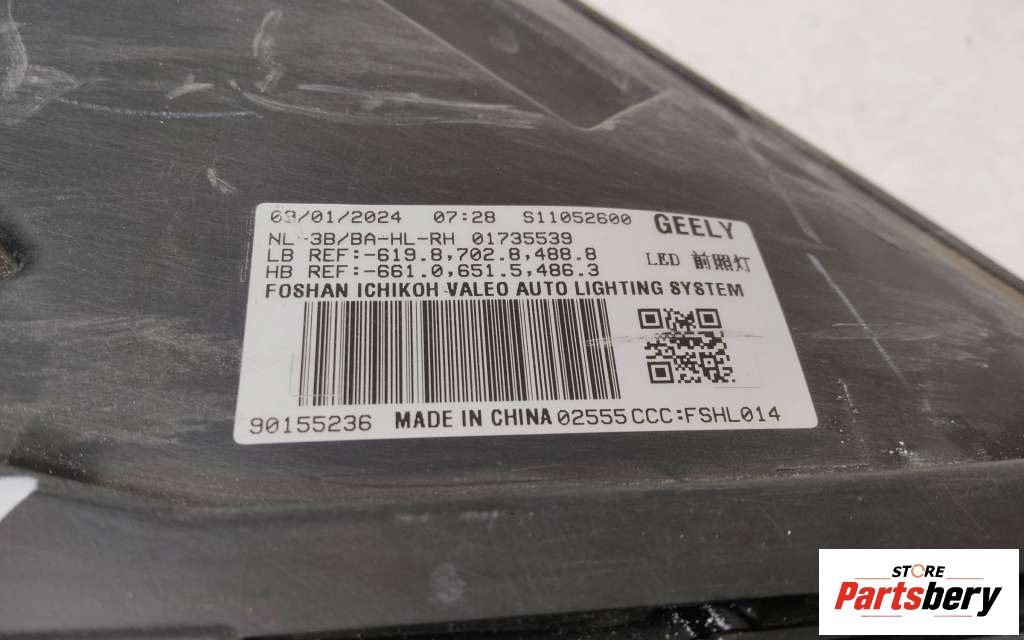 03/01/2024 07:28 S11052600 GEELY
NL-3B/BA-HL-RH 01735539
LB REF:-619.8,702.8,488.8
HB REF:-661.0,651.5,486.3
LED 前照灯
FOSHAN ICHIKOH VALEO AUTO LIGHTING SYSTEM
90155236 MADE IN CHINA 02555 CCC:FSHL014
STORE
Partsbery